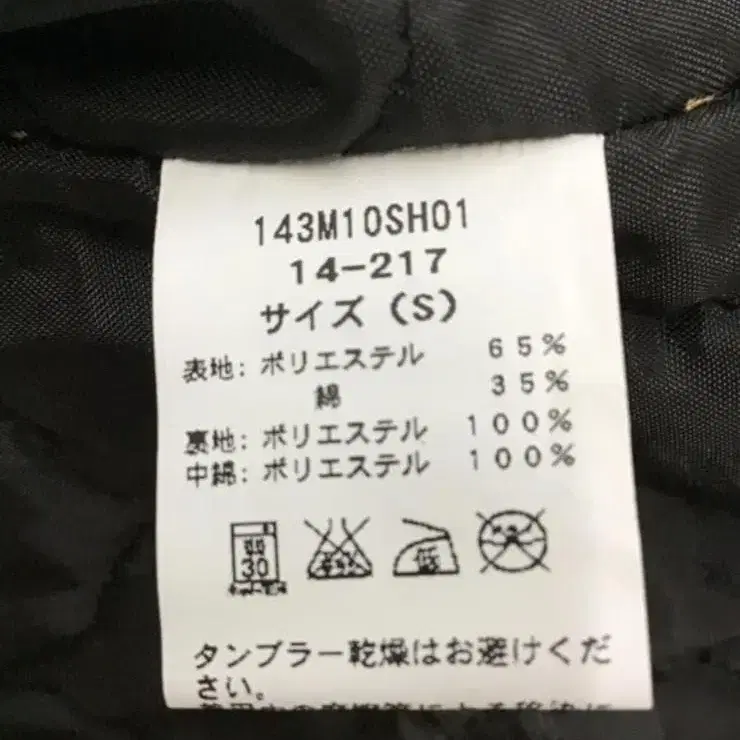 143M10SH01
14-217
サイズ(S)
表地: ポリエステル 65%
綿 35%
裏地: ポリエステル 100%
中綿: ポリエステル 100%
30
低
タンブラー乾燥はお避けくだ
さい。